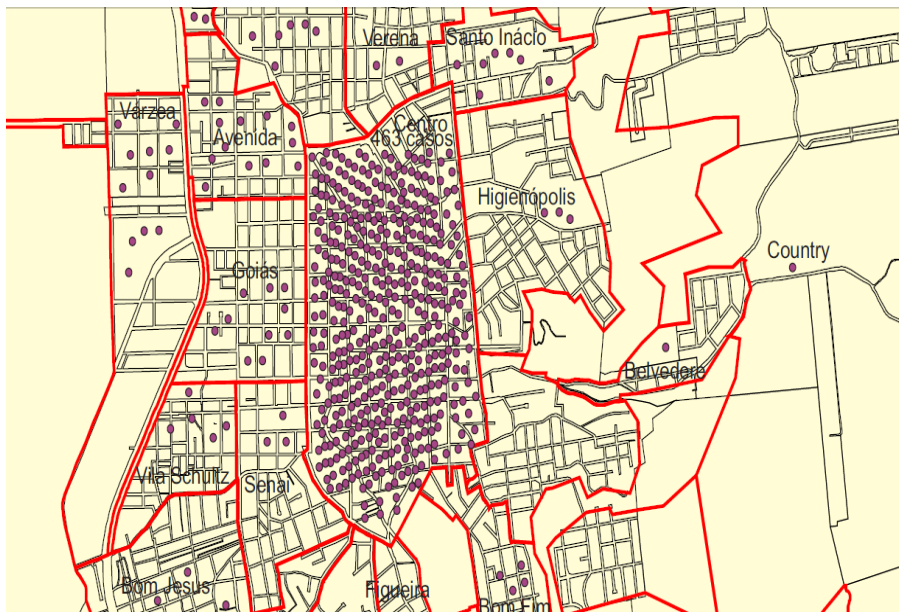 Verena
Santo Inácio
Várzea
Avenida
Centro
463 casos
Higienópolis
Country
Goiás
Belvedere
Vila Schultz
Senai
Bom Jesus
Figueira
Bom Fim